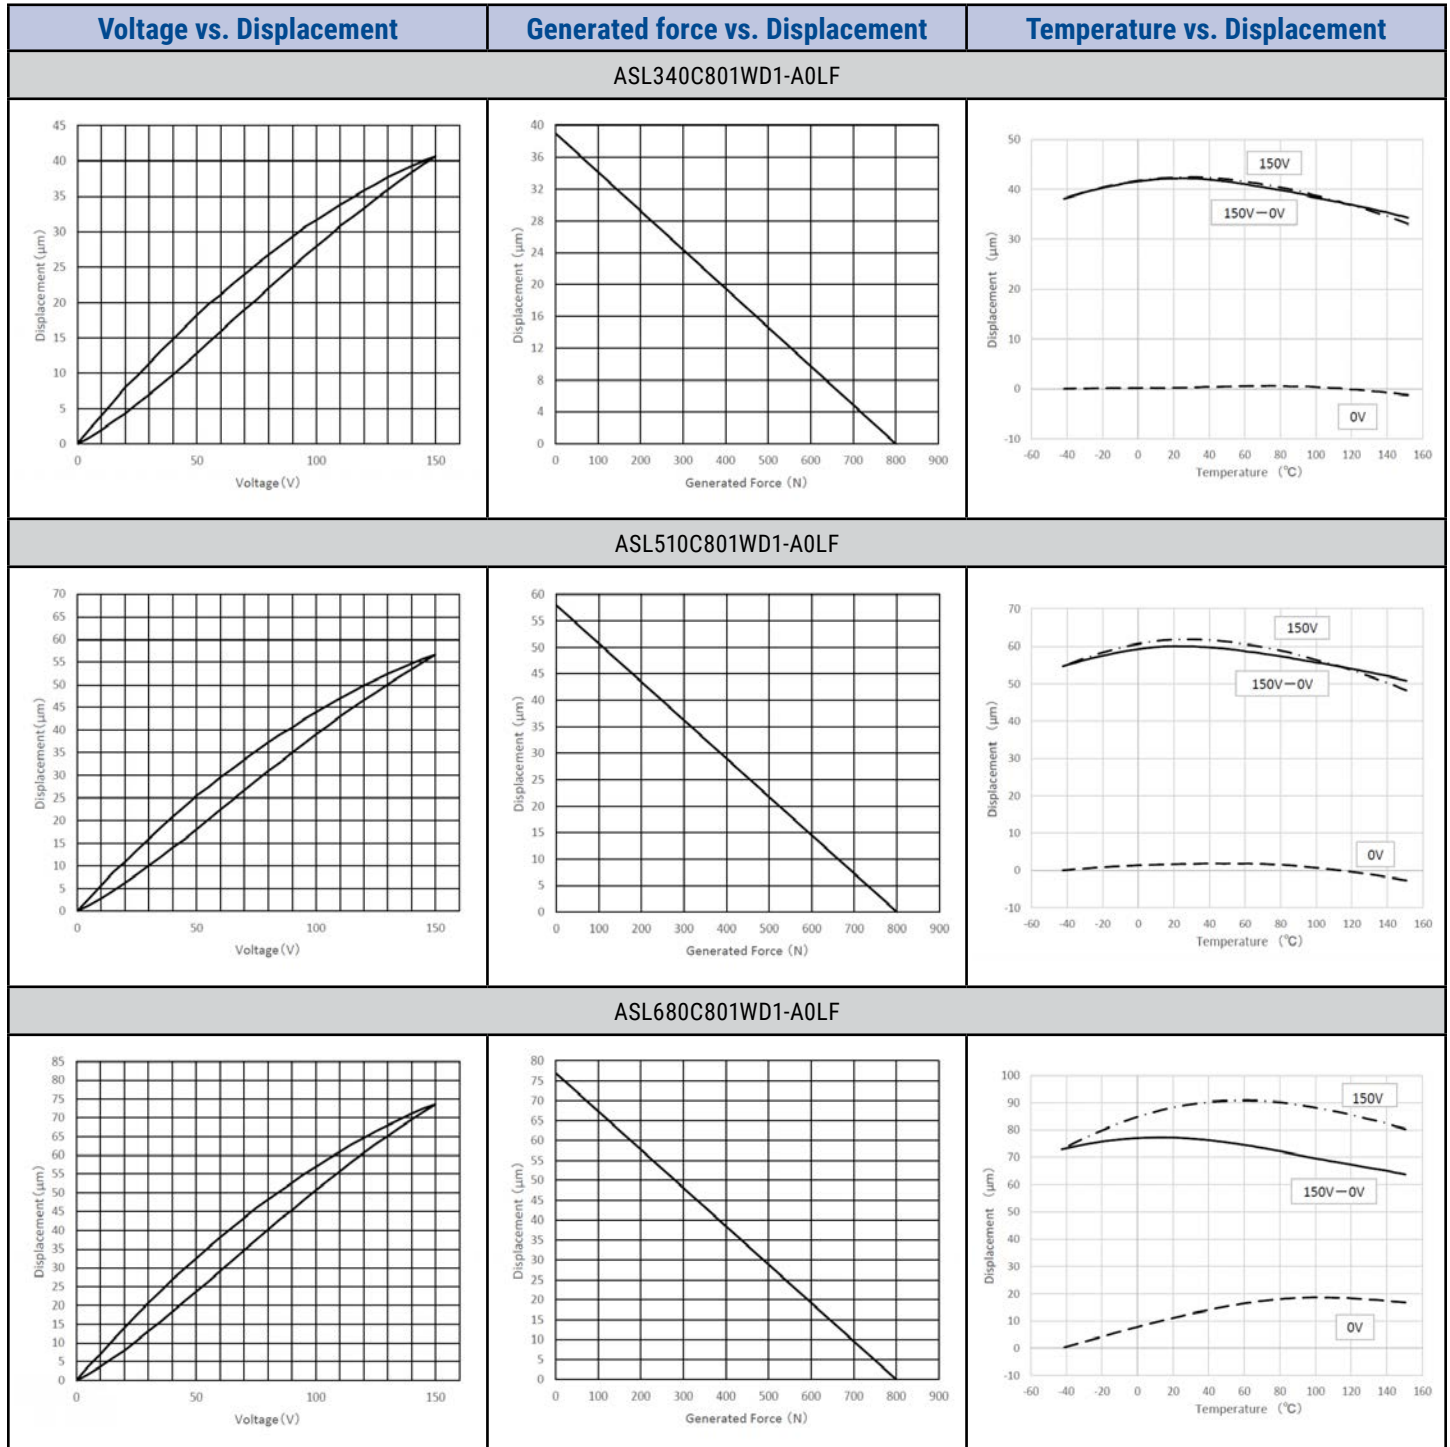 Voltage vs. Displacement
Generated force vs. Displacement
Temperature vs. Displacement
ASL340C801WD1-A0LF
45
40
35
30
25
20
15
10
5
0
Displacement (μm)
0 50 100 150
Voltage(V)
40
36
32
28
24
20
16
12
8
4
0
Displacement (μm)
0 100 200 300 400 500 600 700 800 900
Generated Force (N)
50
40
30
20
10
0
-10
Displacement (μm)
150V
150V-0V
0V
-60 -40 -20 0 20 40 60 80 100 120 140 160
Temperature (℃)
ASL510C801WD1-A0LF
70
65
60
55
50
45
40
35
30
25
20
15
10
5
0
Displacement(μm)
0 50 100 150
Voltage(V)
60
55
50
45
40
35
30
25
20
15
10
5
0
Displacement (μm)
0 100 200 300 400 500 600 700 800 900
Generated Force (N)
70
60
50
40
30
20
10
0
-10
Displacement (μm)
150V
150V-0V
0V
-60 -40 -20 0 20 40 60 80 100 120 140 160
Temperature (℃)
ASL680C801WD1-A0LF
85
80
75
70
65
60
55
50
45
40
35
30
25
20
15
10
5
0
Displacement(μm)
0 50 100 150
Voltage(V)
80
75
70
65
60
55
50
45
40
35
30
25
20
15
10
5
0
Displacement (μm)
0 100 200 300 400 500 600 700 800 900
Generated Force (N)
100
90
80
70
60
50
40
30
20
10
0
-10
Displacement (μm)
150V
150V-0V
0V
-60 -40 -20 0 20 40 60 80 100 120 140 160
Temperature (℃)